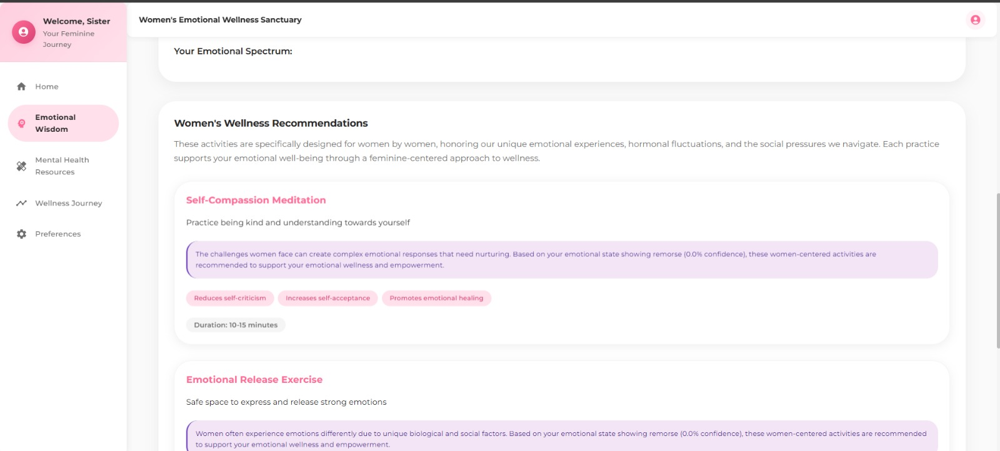 Welcome, Sister
Your Feminine
Journey
Home
Emotional
Wisdom
Mental Health
Resources
Wellness Journey
Preferences
Women's Emotional Wellness Sanctuary
Your Emotional Spectrum:
Women's Wellness Recommendations
These activities are specifically designed for women by women, honoring our unique emotional experiences, hormonal fluctuations, and the social pressures we navigate. Each practice
supports your emotional well-being through a feminine-centered approach to wellness.
Self-Compassion Meditation
Practice being kind and understanding towards yourself
The challenges women face can create complex emotional responses that need nurturing. Based on your emotional state showing remorse (0.0% confidence), these women-centered activities are
recommended to support your emotional wellness and empowerment.
Reduces self-criticism Increases self-acceptance Promotes emotional healing
Duration: 10-15 minutes
Emotional Release Exercise
Safe space to express and release strong emotions
Women often experience emotions differently due to unique biological and social factors. Based on your emotional state showing remorse (0.0% confidence), these women-centered activities are recommended
to support your emotional wellness and empowerment.